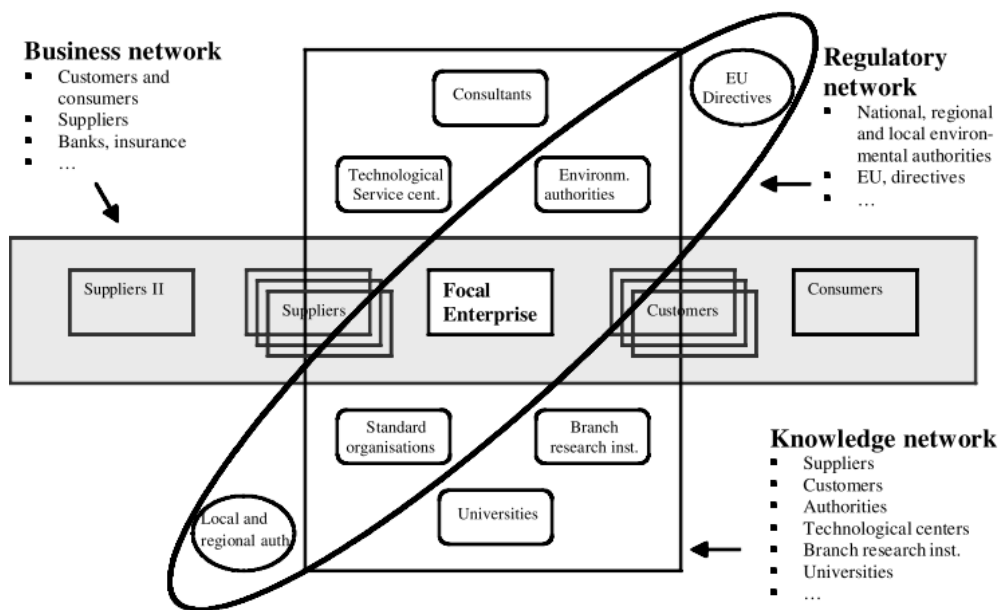 Business network
▪ Customers and
consumers
▪ Suppliers
▪ Banks, insurance
▪ …
Consultants
EU
Directives
Regulatory
network
▪ National, regional
and local environ-
mental authorities
▪ EU, directives
▪ …
Technological
Service cent.
Environm.
authorities
Suppliers II
Suppliers
Focal
Enterprise
Customers
Consumers
Standard
organisations
Branch
research inst.
Universities
Local and
regional auth
Knowledge network
▪ Suppliers
▪ Customers
▪ Authorities
▪ Technological centers
▪ Branch research inst.
▪ Universities
▪ …